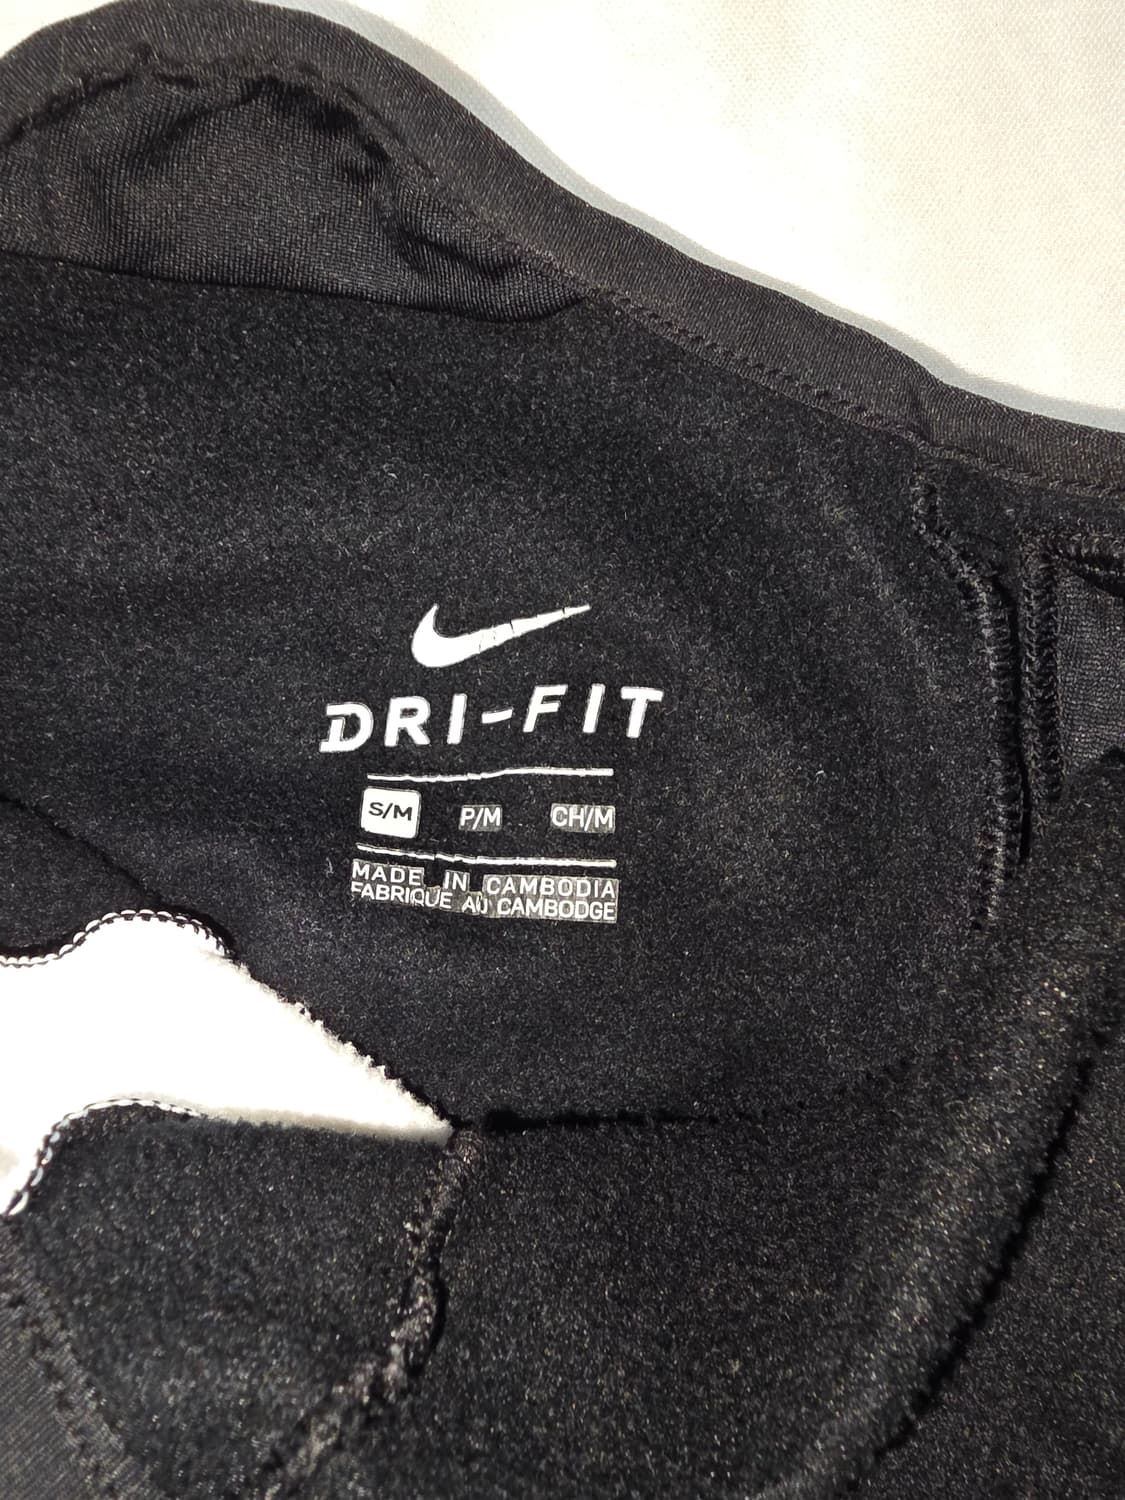 DRI-FIT
S/M P/M CH/M
MADE IN CAMBODIA
FABRIQUE AU CAMBODGE